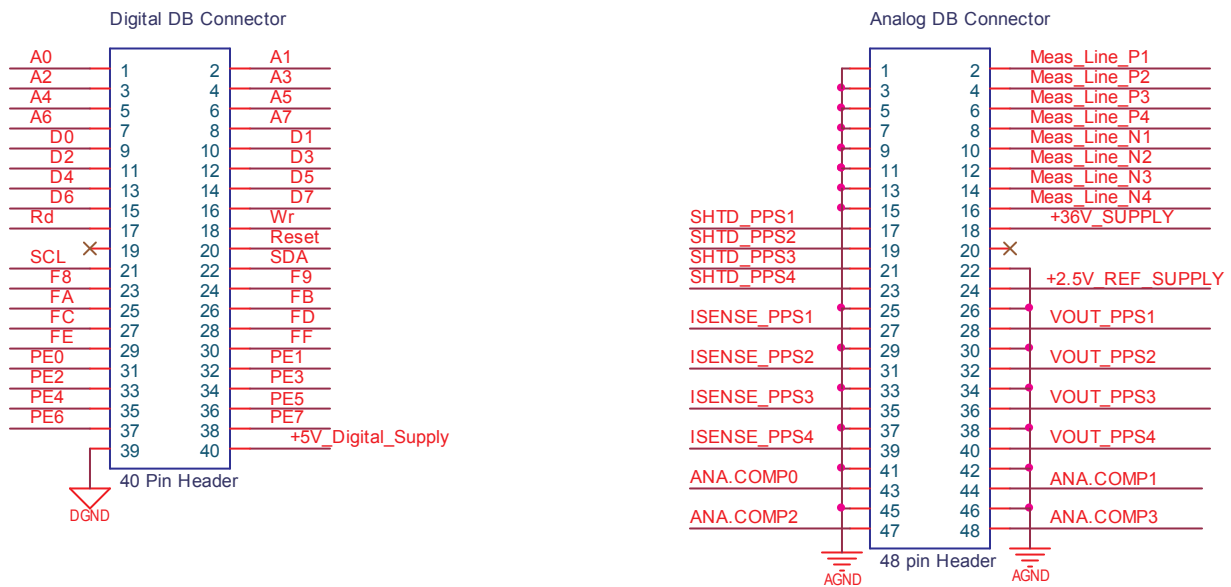 Digital DB Connector
A0 1 2 A1
A2 3 4 A3
A4 5 6 A5
A6 7 8 A7
D0 9 10 D1
D2 11 12 D3
D4 13 14 D5
D6 15 16 D7
Rd 17 18 Wr
19 20 Reset
SCL 21 22 SDA
F8 23 24 F9
FA 25 26 FB
FC 27 28 FD
FE 29 30 FF
PE0 31 32 PE1
PE2 33 34 PE3
PE4 35 36 PE5
PE6 37 38 PE7
39 40 +5V_Digital_Supply
40 Pin Header
DGND
Analog DB Connector
1 2 Meas_Line_P1
3 4 Meas_Line_P2
5 6 Meas_Line_P3
7 8 Meas_Line_P4
9 10 Meas_Line_N1
11 12 Meas_Line_N2
13 14 Meas_Line_N3
15 16 Meas_Line_N4
SHTD_PPS1 17 18 +36V_SUPPLY
SHTD_PPS2 19 20
SHTD_PPS3 21 22
SHTD_PPS4 23 24 +2.5V_REF_SUPPLY
25 26
ISENSE_PPS1 27 28 VOUT_PPS1
29 30
ISENSE_PPS2 31 32 VOUT_PPS2
33 34
ISENSE_PPS3 35 36 VOUT_PPS3
37 38
ISENSE_PPS4 39 40 VOUT_PPS4
41 42
ANA.COMP0 43 44 ANA.COMP1
45 46
ANA.COMP2 47 48 ANA.COMP3
48 pin Header
AGND
AGND